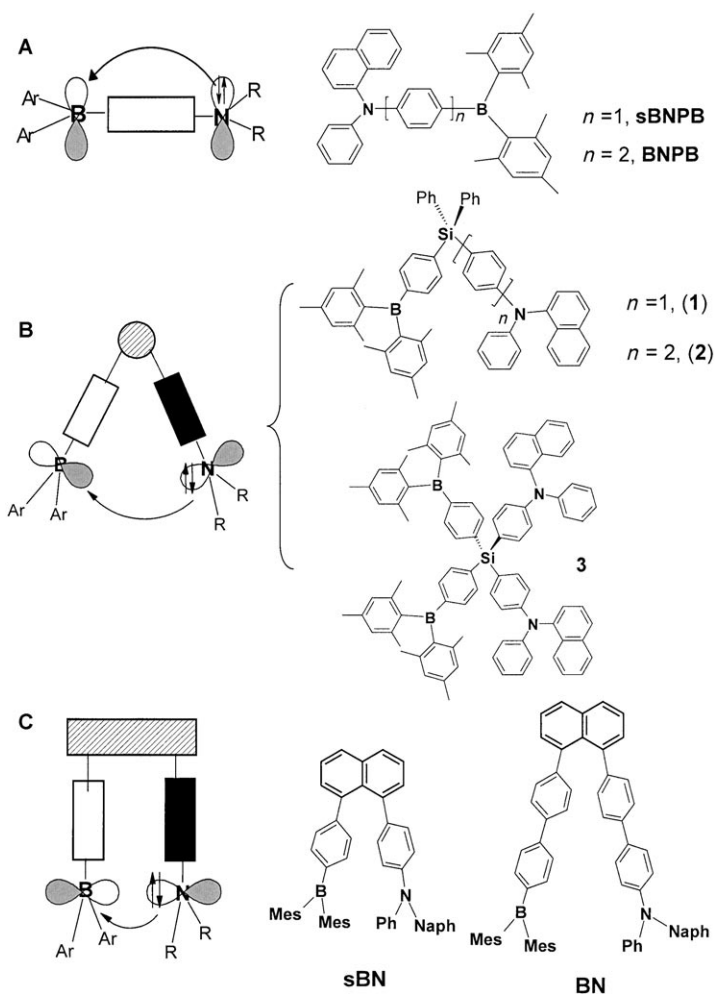 A
B
N
Ar
Ar
R
R
N
n
B
n =1, sBNPB
n = 2, BNPB
B
Ph
Ph
Si
B
n
N
n =1, (1)
n = 2, (2)
B
N
Ar
Ar
R
R
B
N
Si
3
B
N
C
B
N
Ar
Ar
R
R
B
Mes
Mes
N
Ph
Naph
sBN
B
Mes
Mes
N
Ph
Naph
BN